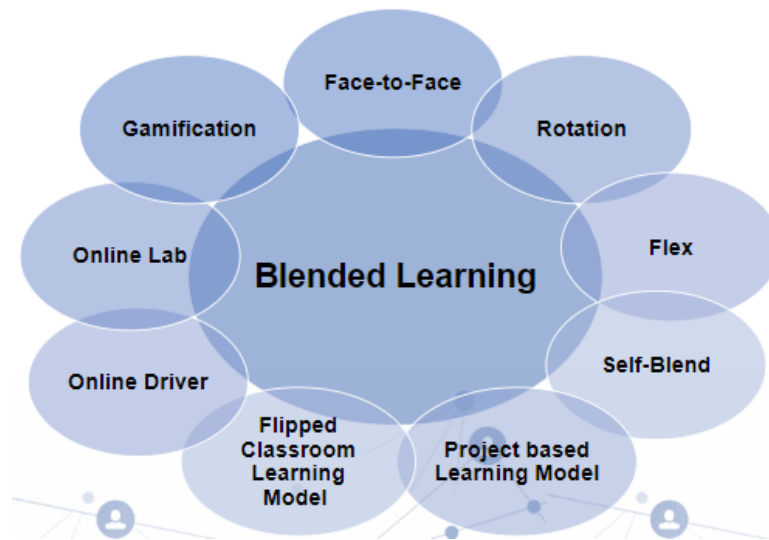 Face-to-Face
Gamification
Rotation
Online Lab
Flex
Blended Learning
Online Driver
Self-Blend
Flipped
Classroom
Learning
Model
Project based
Learning Model